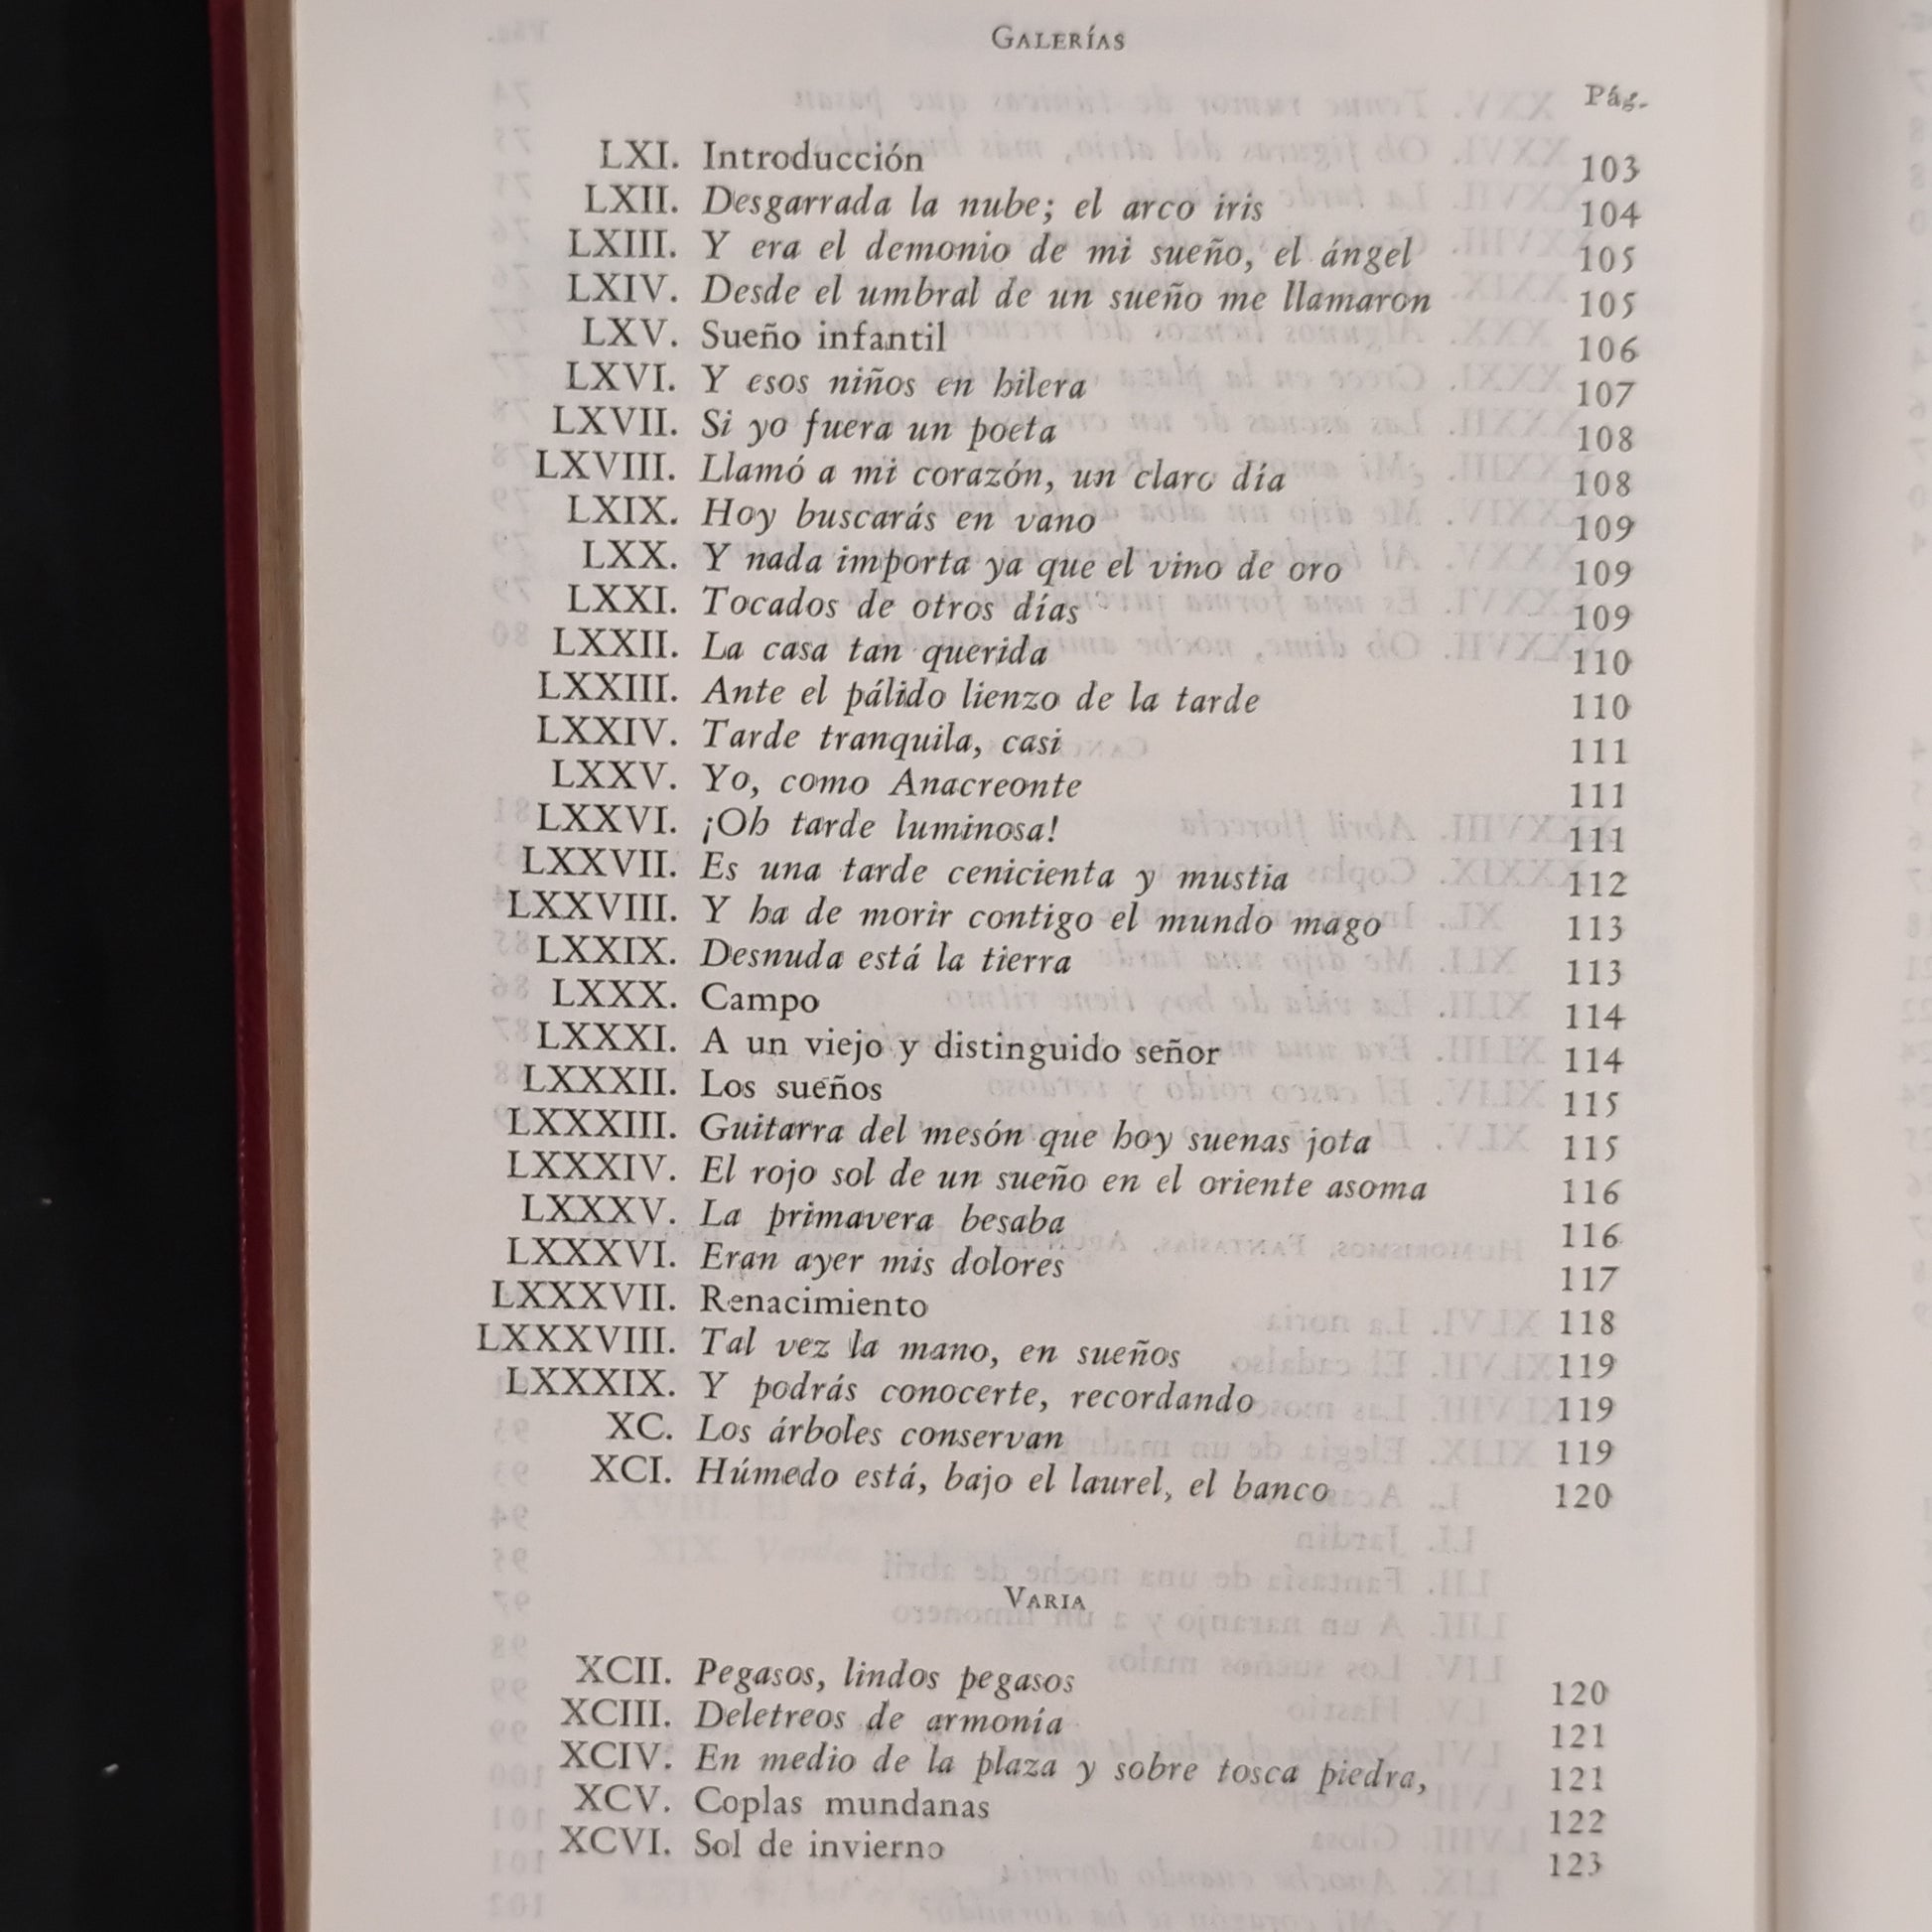 GALERÍAS
Pág.
LXI. Introducción 103
LXII. Desgarrada la nube; el arco iris 104
LXIII. Y era el demonio de mi sueño, el ángel 105
LXIV. Desde el umbral de un sueño me llamaron 105
LXV. Sueño infantil 106
LXVI. Y esos niños en hilera 107
LXVII. Si yo fuera un poeta 108
LXVIII. Llamó a mi corazón, un claro día 108
LXIX. Hoy buscarás en vano 109
LXX. Y nada importa ya que el vino de oro 109
LXXI. Tocados de otros días 109
LXXII. La casa tan querida 110
LXXIII. Ante el pálido lienzo de la tarde 110
LXXIV. Tarde tranquila, casi 111
LXXV. Yo, como Anacreonte 111
LXXVI. ¡Oh tarde luminosa! 111
LXXVII. Es una tarde cenicienta y mustia 112
LXXVIII. Y ha de morir contigo el mundo mago 113
LXXIX. Desnuda está la tierra 113
LXXX. Campo 114
LXXXI. A un viejo y distinguido señor 114
LXXXII. Los sueños 115
LXXXIII. Guitarra del mesón que hoy suenas jota 115
LXXXIV. El rojo sol de un sueño en el oriente asoma 116
LXXXV. La primavera besaba 116
LXXXVI. Eran ayer mis dolores 117
LXXXVII. Renacimiento 118
LXXXVIII. Tal vez la mano, en sueños 119
LXXXIX. Y podrás conocerte, recordando 119
XC. Los árboles conservan 119
XCI. Húmedo está, bajo el laurel, el banco 120
VARIA
XCII. Pegasos, lindos pegasos 120
XCIII. Deletreos de armonía 121
XCIV. En medio de la plaza y sobre tosca piedra, 121
XCV. Coplas mundanas 122
XCVI. Sol de invierno 123